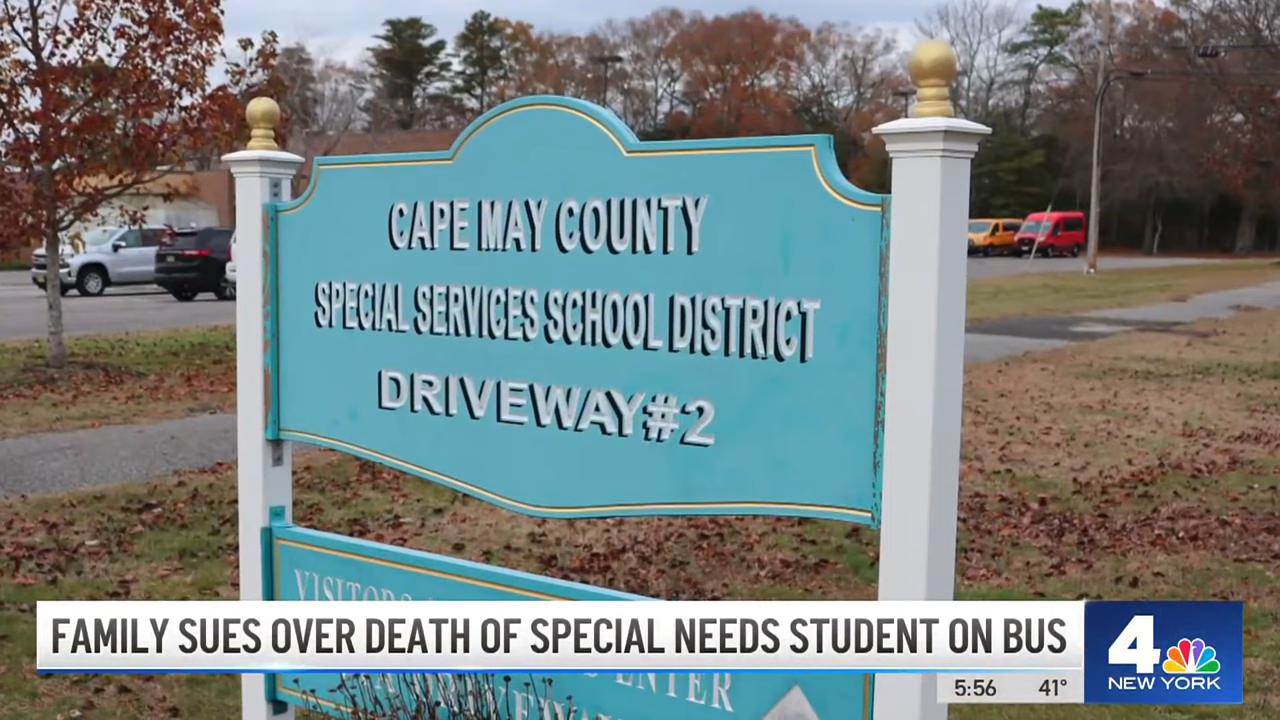 CAPE MAY COUNTY
SPECIAL SERVICES SCHOOL DISTRICT
DRIVEWAY #2
VISITORS
FAMILY SUES OVER DEATH OF SPECIAL NEEDS STUDENT ON BUS
4
NEW YORK
5:56 41°